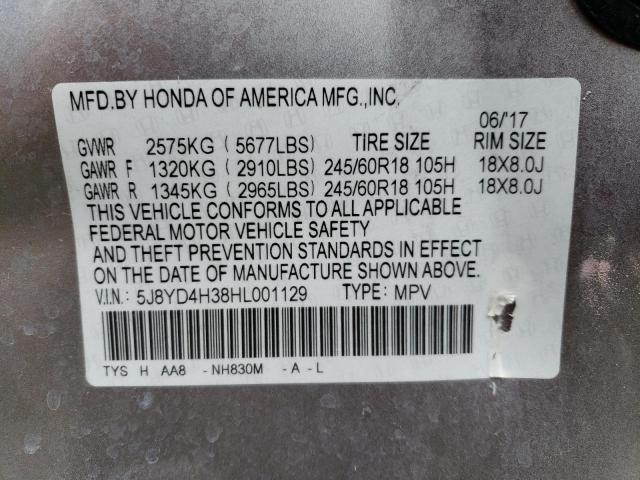 MFD.BY HONDA OF AMERICA MFG.,INC.
06/'17
GVWR 2575KG ( 5677LBS) TIRE SIZE RIM SIZE
GAWR F 1320KG ( 2910LBS) 245/60R18 105H 18X8.0J
GAWR R 1345KG ( 2965LBS) 245/60R18 105H 18X8.0J
THIS VEHICLE CONFORMS TO ALL APPLICABLE
FEDERAL MOTOR VEHICLE SAFETY
AND THEFT PREVENTION STANDARDS IN EFFECT
ON THE DATE OF MANUFACTURE SHOWN ABOVE.
V.I.N.: 5J8YD4H38HL001129 TYPE: MPV
TYS H AA8 - NH830M - A - L